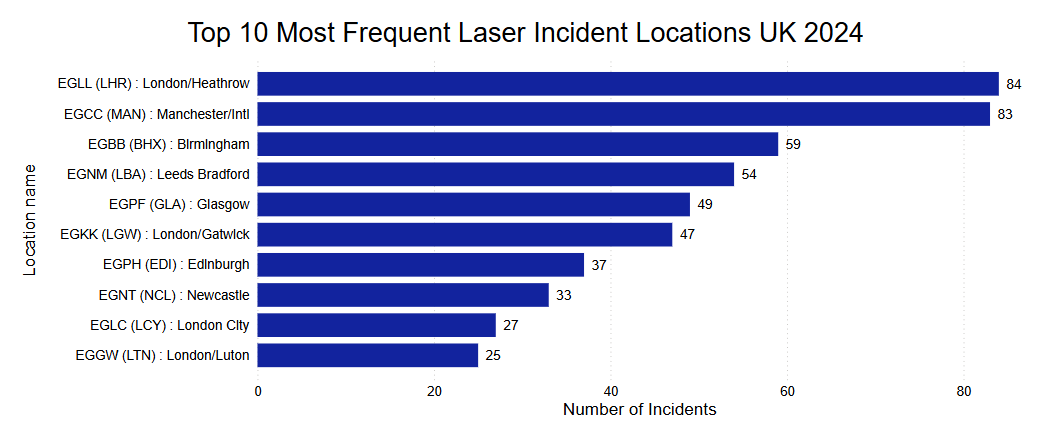 Top 10 Most Frequent Laser Incident Locations UK 2024
Location name
EGLL (LHR) : London/Heathrow 84
EGCC (MAN) : Manchester/Intl 83
EGBB (BHX) : Birmingham 59
EGNM (LBA) : Leeds Bradford 54
EGPF (GLA) : Glasgow 49
EGKK (LGW) : London/Gatwick 47
EGPH (EDI) : Edinburgh 37
EGNT (NCL) : Newcastle 33
EGLC (LCY) : London City 27
EGGW (LTN) : London/Luton 25
0 20 40 60 80
Number of Incidents